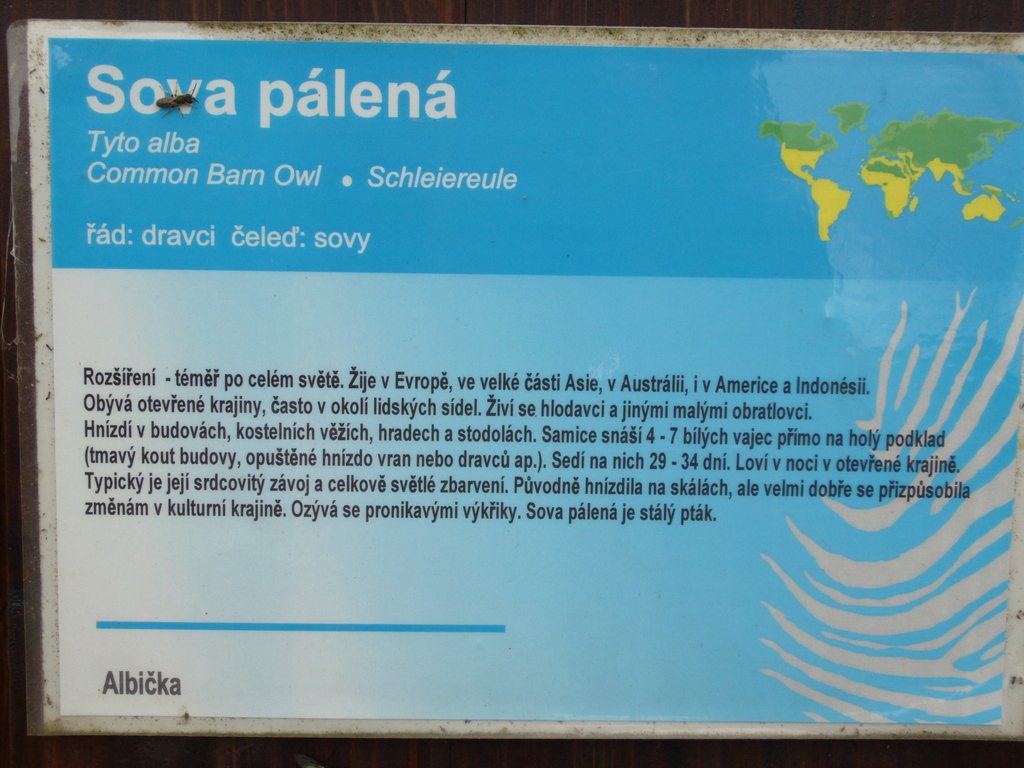 Sova pálená
Tyto alba
Common Barn Owl • Schleiereule
řád: dravci čeleď: sovy
Rozšíření - téměř po celém světě. Žije v Evropě, ve velké části Asie, v Austrálii, i v Americe a Indonésii.
Obývá otevřené krajiny, často v okolí lidských sídel. Živí se hlodavci a jinými malými obratlovci.
Hnízdí v budovách, kostelních věžích, hradech a stodolách. Samice snáší 4 - 7 bílých vajec přímo na holý podklad
(tmavý kout budovy, opuštěné hnízdo vran nebo dravců ap.). Sedí na nich 29 - 34 dní. Loví v noci v otevřené krajině.
Typický je její srdcovitý závoj a celkově světlé zbarvení. Původně hnízdila na skálách, ale velmi dobře se přizpůsobila
změnám v kulturní krajině. Ozývá se pronikavými výkřiky. Sova pálená je stálý pták.
Albička